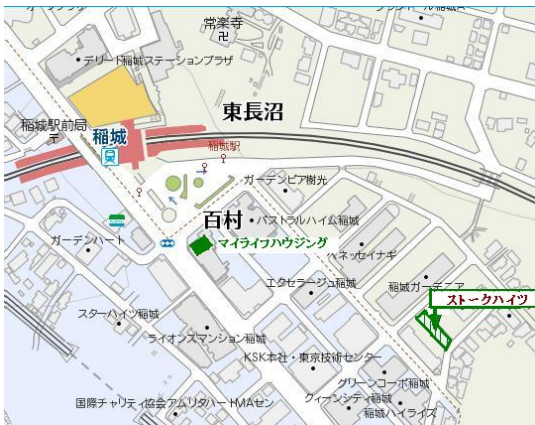 常楽寺
デリード稲城ステーションプラザ
東長沼
稲城駅前局
稲城
稲城駅
ガーデンピア樹光
百村
パストラルハイム稲城
マイライフハウジング
ガーデンハート
ベネッセイナギ
エクセラージュ稲城
稲城ガーデニア
ストークハイツ
スターハイツ稲城
ライオンズマンション稲城
KSK本社・東京技術センター
グリーンコーポ稲城
国際チャリティ協会アムリタハート
HMAセン
クィーンシティ稲城
稲城ハイライズ